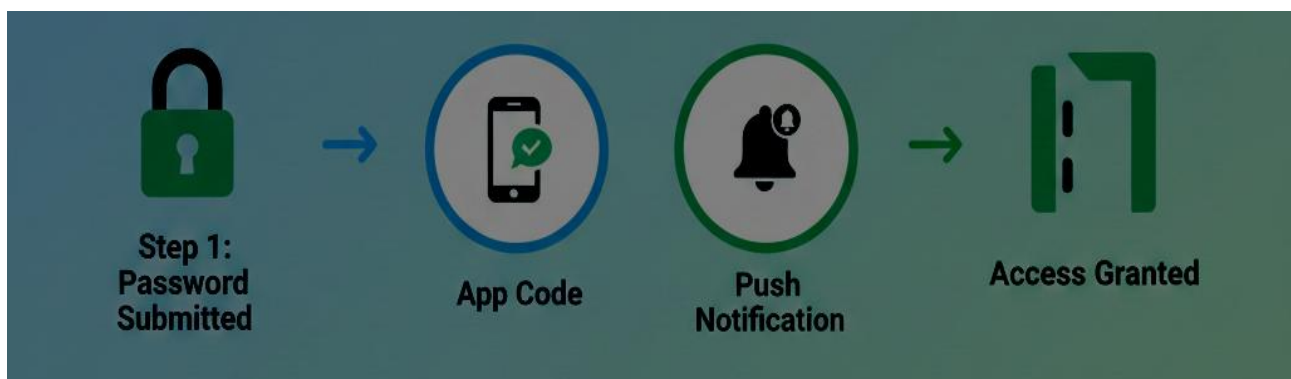 Step 1:
Password
Submitted
App Code
Push
Notification
Access Granted